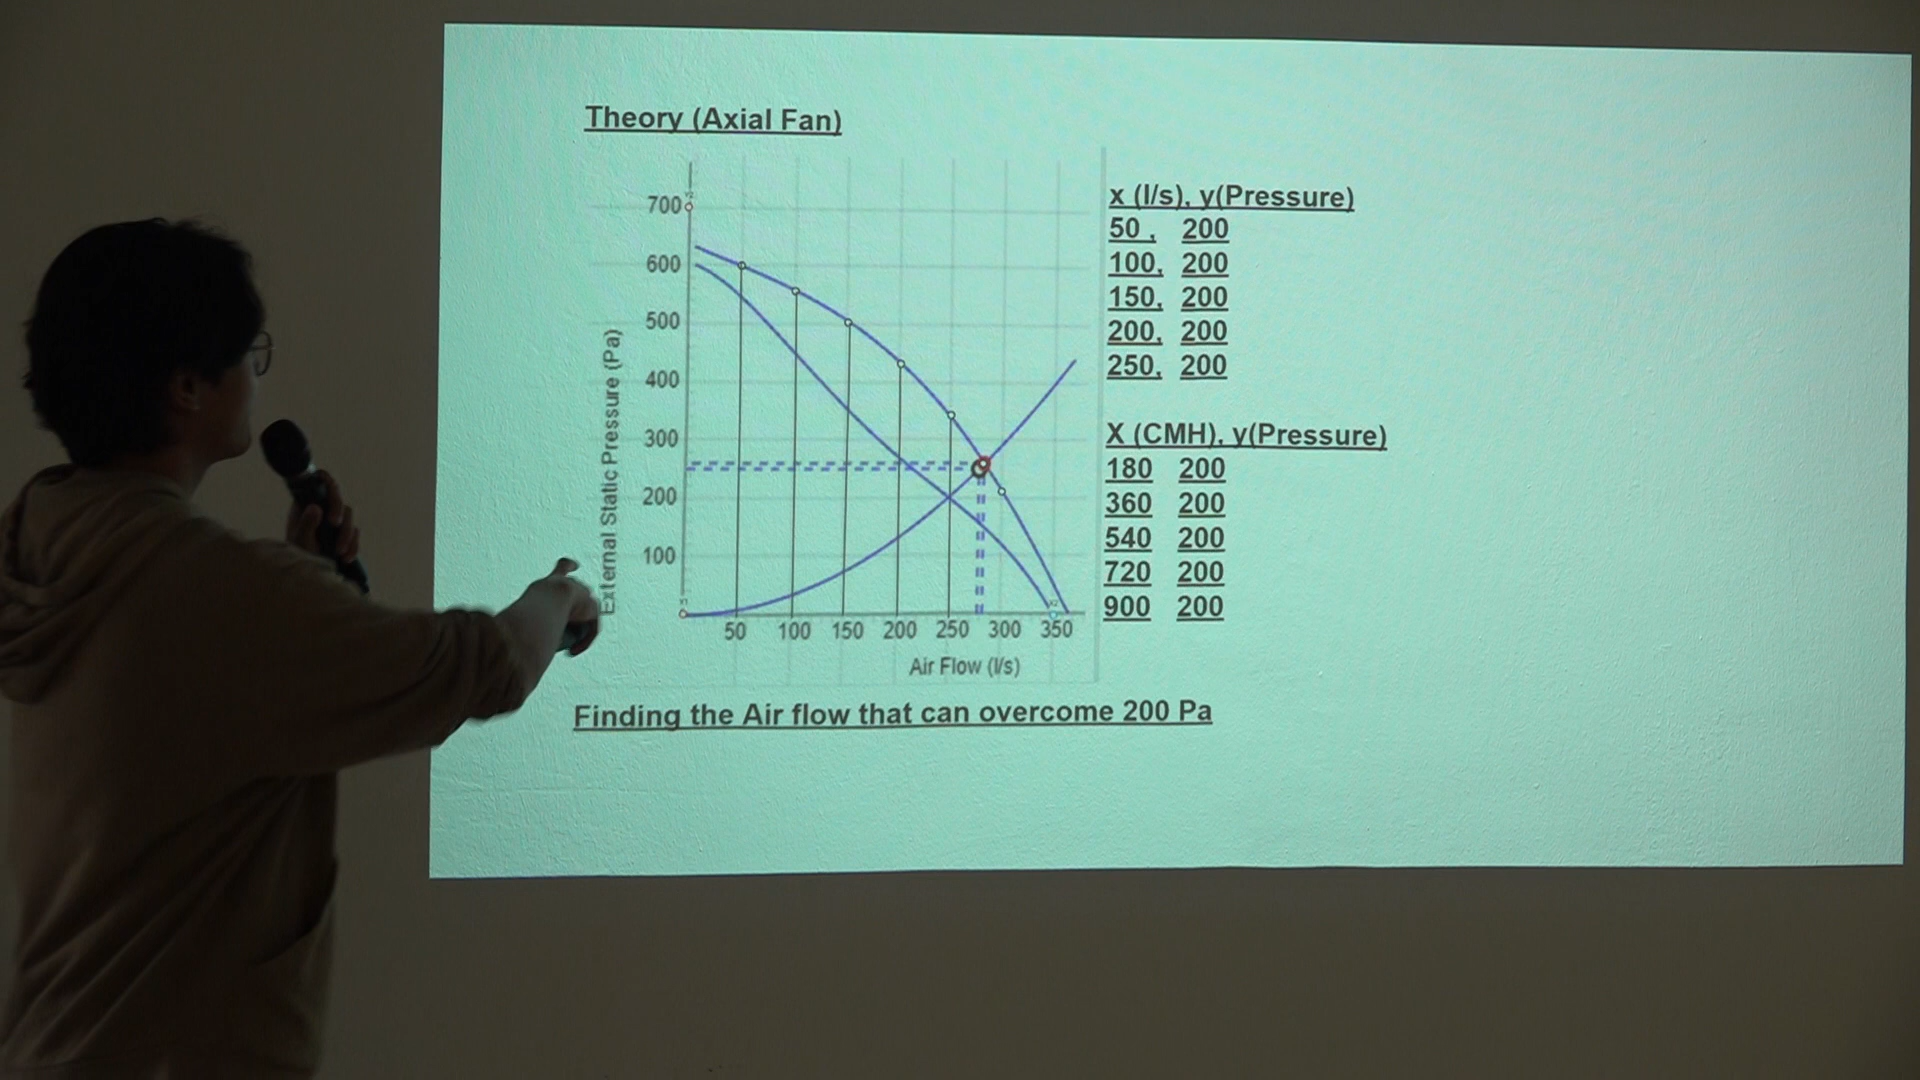 Theory (Axial Fan)
700
600
500
400
300
200
100
External Static Pressure (Pa)
50 100 150 200 250 300 350
Air Flow (l/s)
x (l/s), y(Pressure)
50 , 200
100, 200
150, 200
200, 200
250, 200
X (CMH), y(Pressure)
180 200
360 200
540 200
720 200
900 200
Finding the Air flow that can overcome 200 Pa